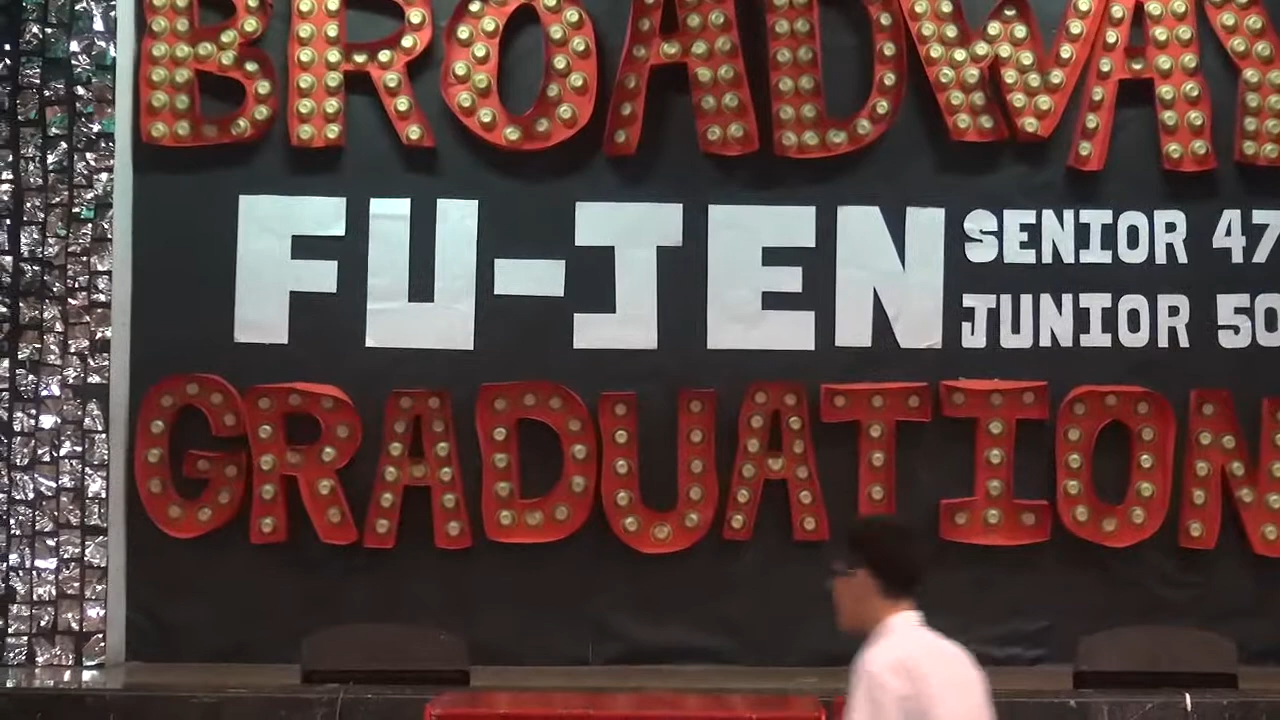 BROADWAY
FU-JEN
SENIOR 47
JUNIOR 50
GRADUATION